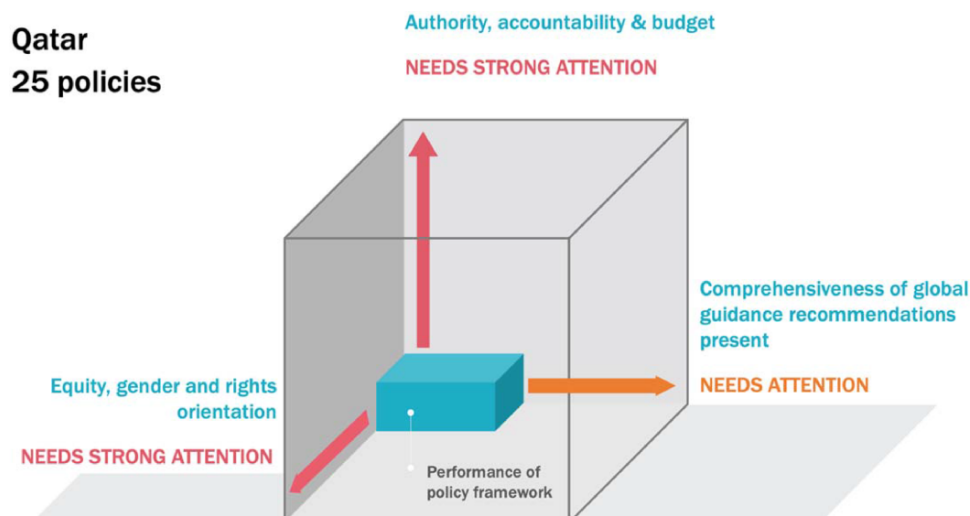 Qatar
25 policies
Authority, accountability & budget
NEEDS STRONG ATTENTION
Comprehensiveness of global
guidance recommendations
present
NEEDS ATTENTION
Equity, gender and rights
orientation
NEEDS STRONG ATTENTION
Performance of
policy framework